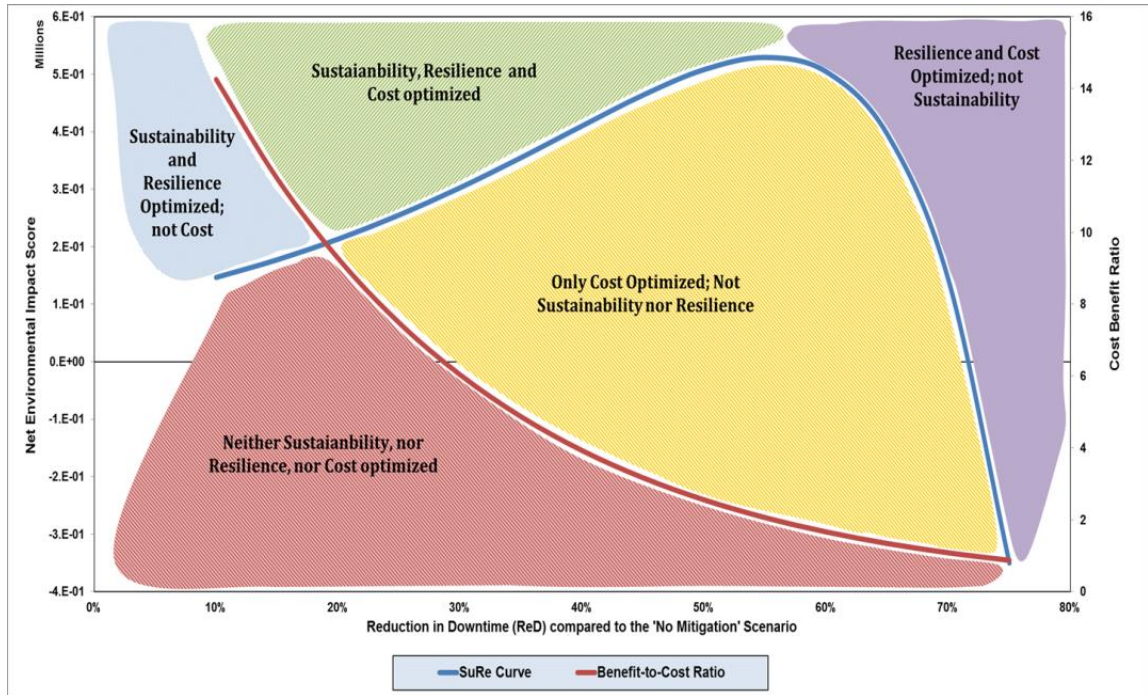 Millions
6.E-01
5.E-01
4.E-01
3.E-01
2.E-01
1.E-01
0.E+00
-1.E-01
-2.E-01
-3.E-01
-4.E-01
Net Environmental Impact Score
Sustaianbility, Resilience and
Cost optimized
Resilience and Cost
Optimized; not
Sustainability
Sustainability
and
Resilience
Optimized;
not Cost
Only Cost Optimized; Not
Sustainability nor Resilience
Neither Sustaianbility, nor
Resilience, nor Cost optimized
16
14
12
10
8
6
4
2
0
Cost Benefit Ratio
0% 10% 20% 30% 40% 50% 60% 70% 80%
Reduction in Downtime (ReD) compared to the 'No Mitigation' Scenario
SuRe Curve Benefit-to-Cost Ratio